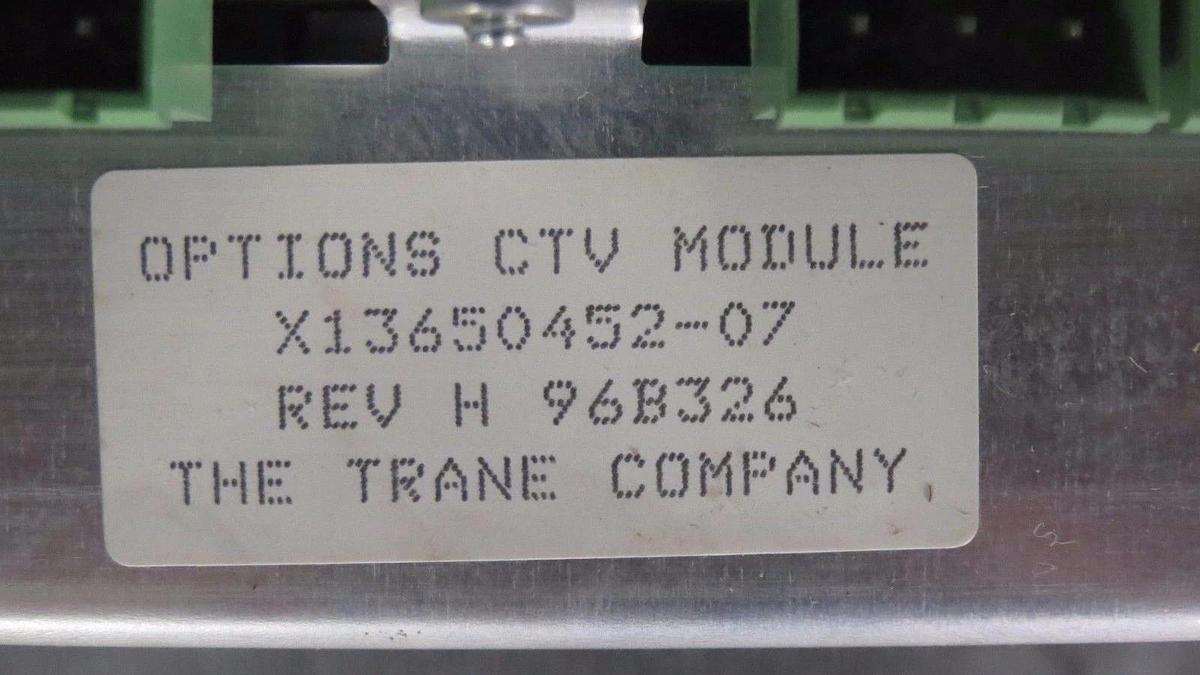 OPTIONS CTV MODULE
X13650452-07
REV H 96B326
THE TRANE COMPANY